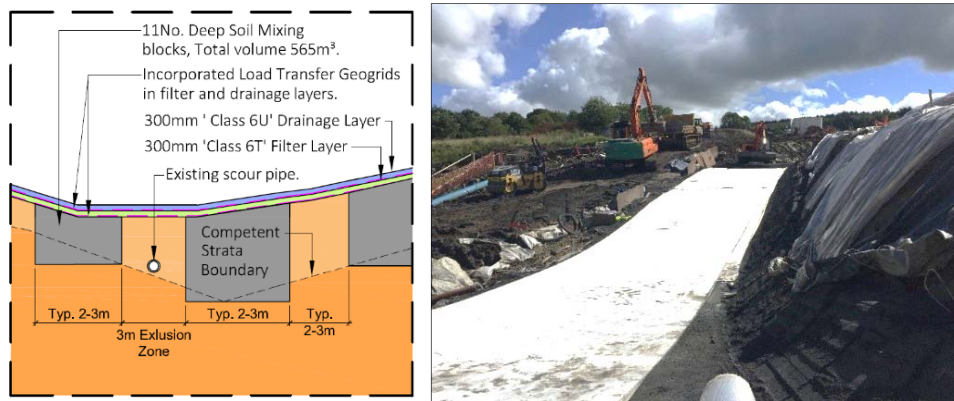 11No. Deep Soil Mixing
blocks, Total volume 565m³.
Incorporated Load Transfer Geogrids
in filter and drainage layers.
300mm ' Class 6U' Drainage Layer
300mm 'Class 6T' Filter Layer
Existing scour pipe.
Competent
Strata
Boundary
Typ. 2-3m
3m Exlusion
Zone
Typ. 2-3m
Typ.
2-3m